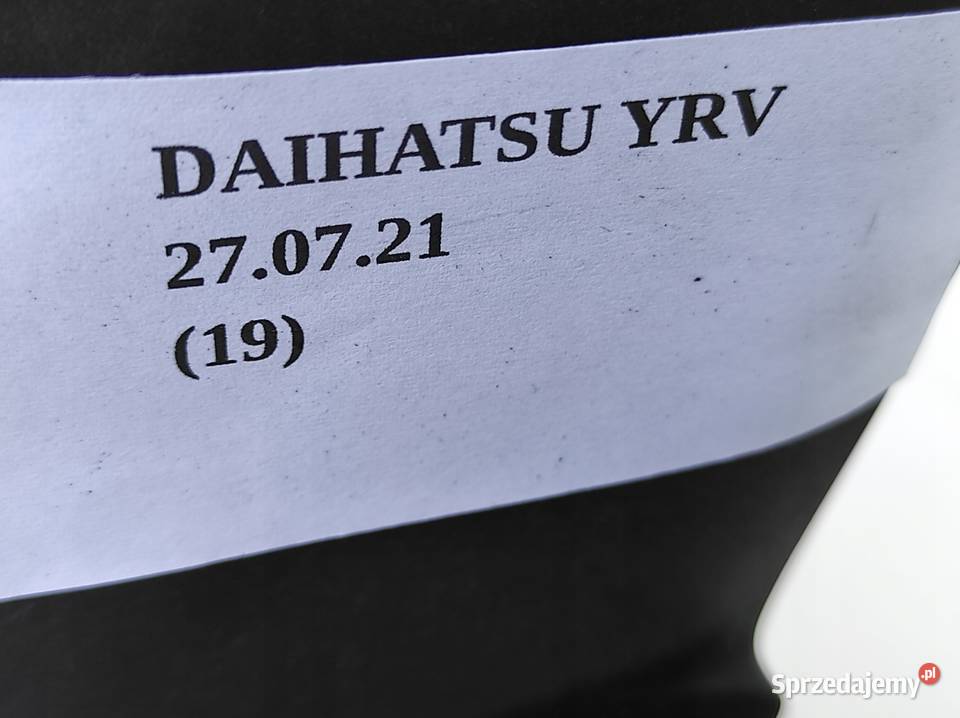 DAIHATSU YRV
27.07.21
(19)
Sprzedajemy.pl